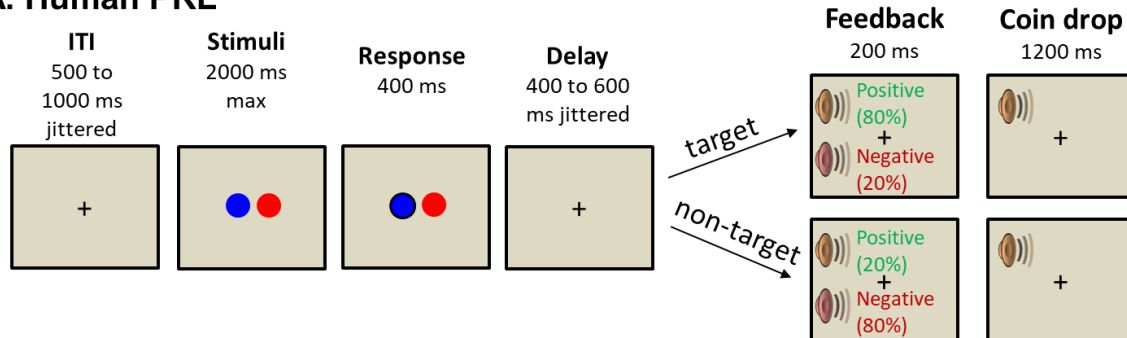 ITI
500 to
1000 ms
jittered
Stimuli
2000 ms
max
Response
400 ms
Delay
400 to 600
ms jittered
target
non-target
Feedback
200 ms
Positive
(80%)
+
Negative
(20%)
Positive
(20%)
+
Negative
(80%)
Coin drop
1200 ms
+
+
+
+